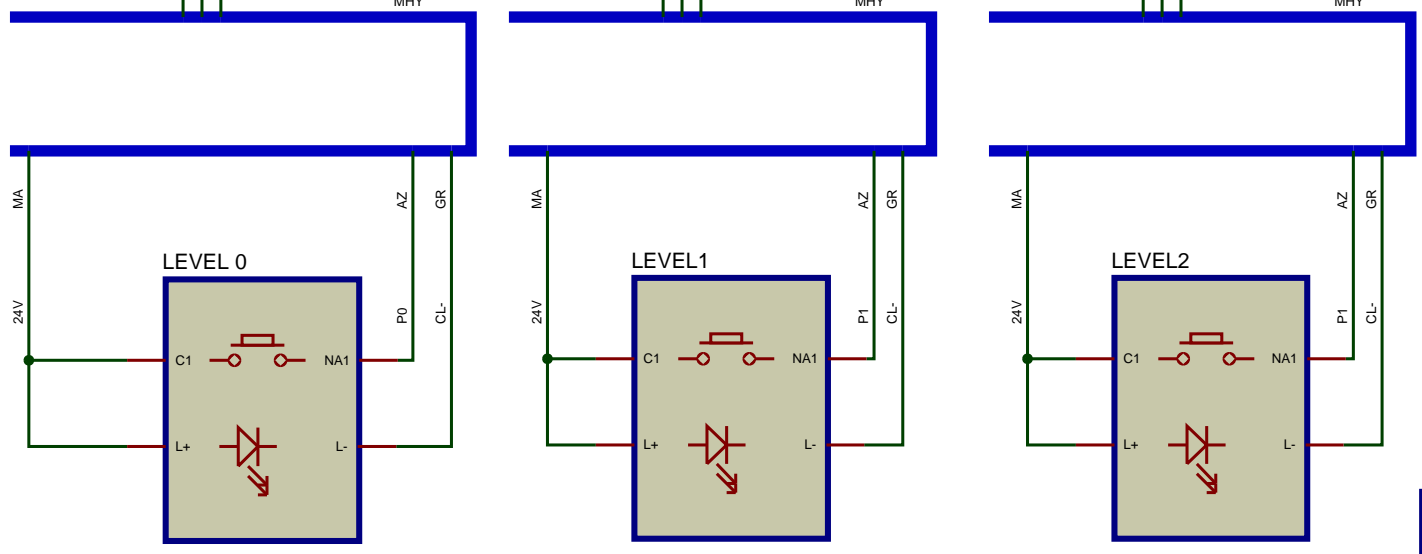 MHY
MHY
MHY
MA
AZ
GR
MA
AZ
GR
MA
AZ
GR
LEVEL 0
LEVEL1
LEVEL2
24V
P0
CL-
24V
P1
CL-
24V
P1
CL-
C1
NA1
C1
NA1
C1
NA1
L+
L-
L+
L-
L+
L-